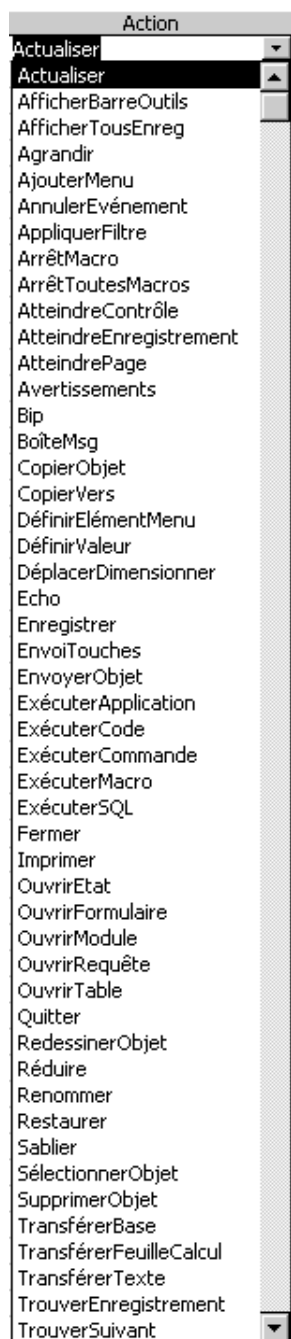 Action
Actualiser
Actualiser
AfficherBarreOutils
AfficherTousEnreg
Agrandir
AjouterMenu
AnnulerEvénement
AppliquerFiltre
ArrêtMacro
ArrêtToutesMacros
AtteindreContrôle
AtteindreEnregistrement
AtteindrePage
Avertissements
Bip
BoîteMsg
CopierObjet
CopierVers
DéfinirElémentMenu
DéfinirValeur
DéplacerDimensionner
Echo
Enregistrer
EnvoiTouches
EnvoyerObjet
ExécuterApplication
ExécuterCode
ExécuterCommande
ExécuterMacro
ExécuterSQL
Fermer
Imprimer
OuvrirEtat
OuvrirFormulaire
OuvrirModule
OuvrirRequête
OuvrirTable
Quitter
RedessinerObjet
Réduire
Renommer
Restaurer
Sablier
SélectionnerObjet
SupprimerObjet
TransférerBase
TransférerFeuilleCalcul
TransférerTexte
TrouverEnregistrement
TrouverSuivant